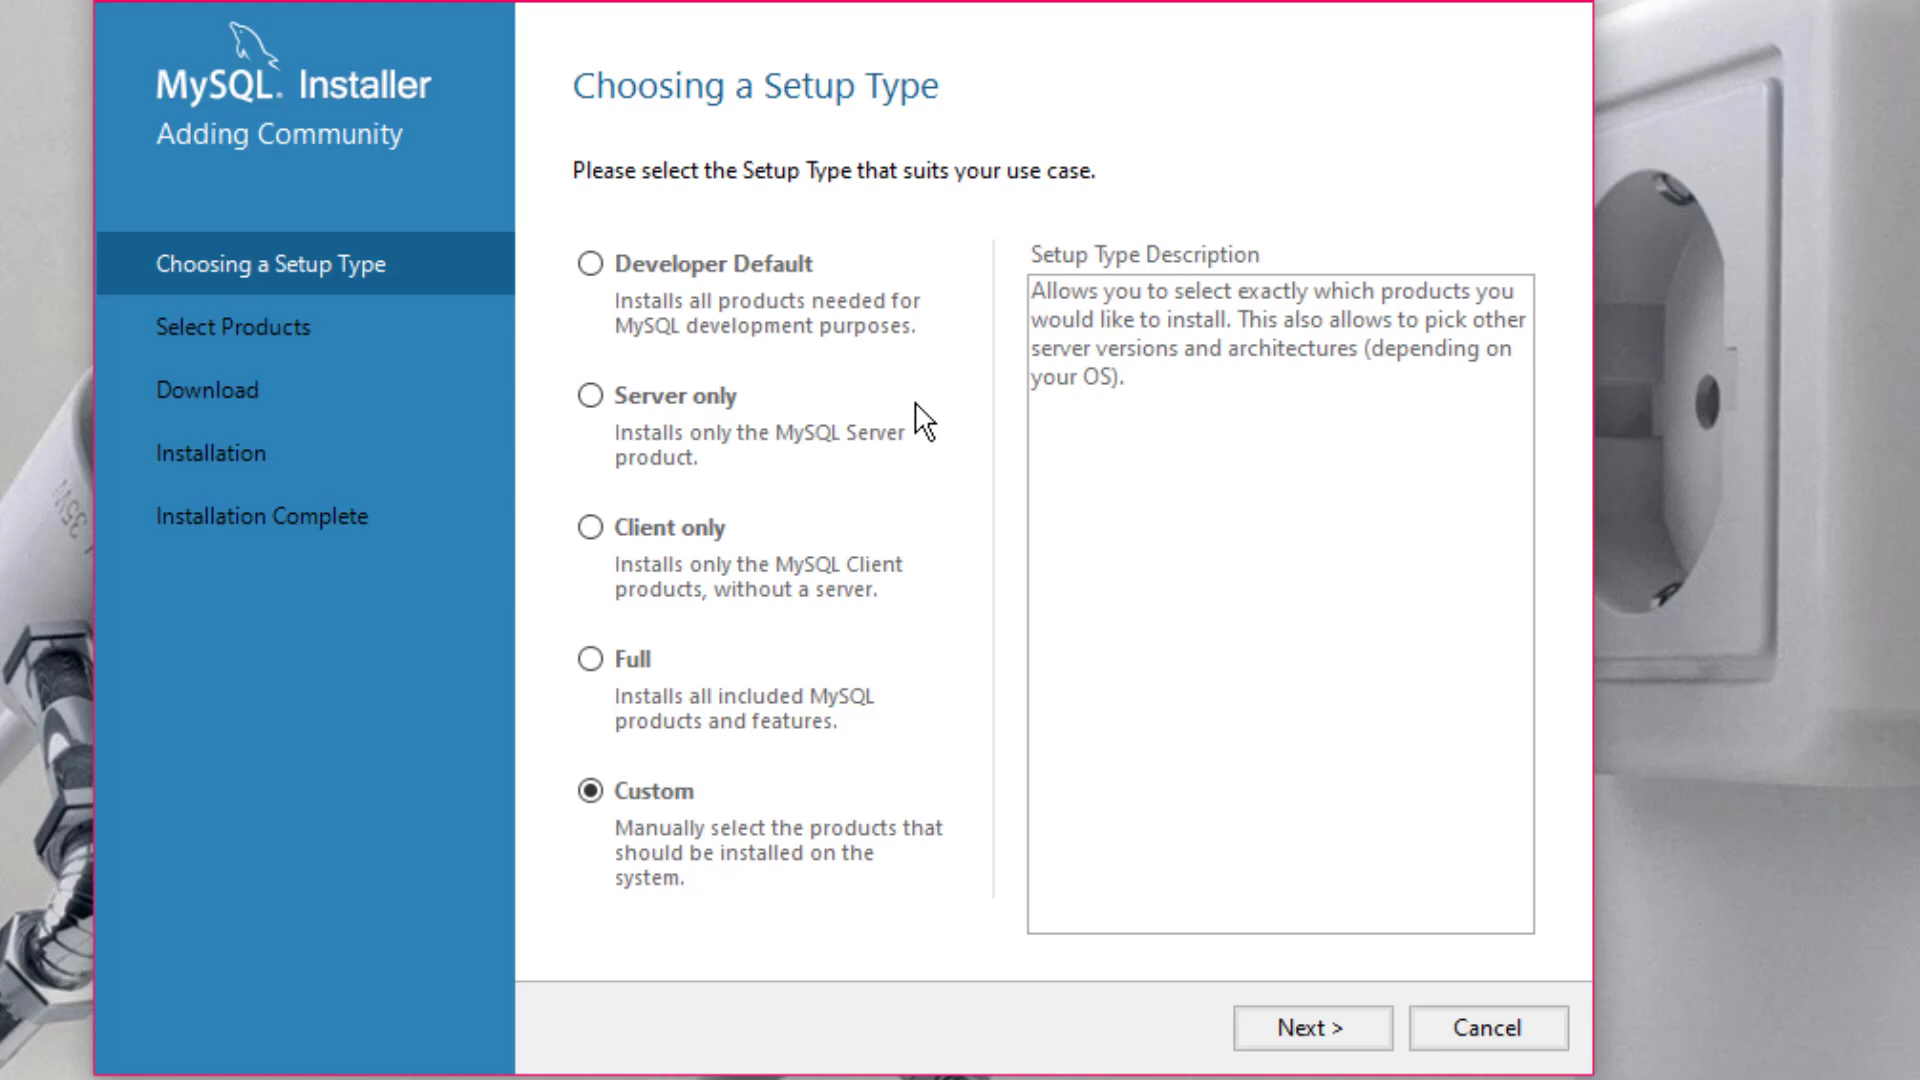 MySQL. Installer
Adding Community
Choosing a Setup Type
Select Products
Download
Installation
Installation Complete
Choosing a Setup Type
Please select the Setup Type that suits your use case.
Developer Default
Installs all products needed for
MySQL development purposes.
Server only
Installs only the MySQL Server
product.
Client only
Installs only the MySQL Client
products, without a server.
Full
Installs all included MySQL
products and features.
Custom
Manually select the products that
should be installed on the
system.
Setup Type Description
Allows you to select exactly which products you
would like to install. This also allows to pick other
server versions and architectures (depending on
your OS).
Next >
Cancel
35W